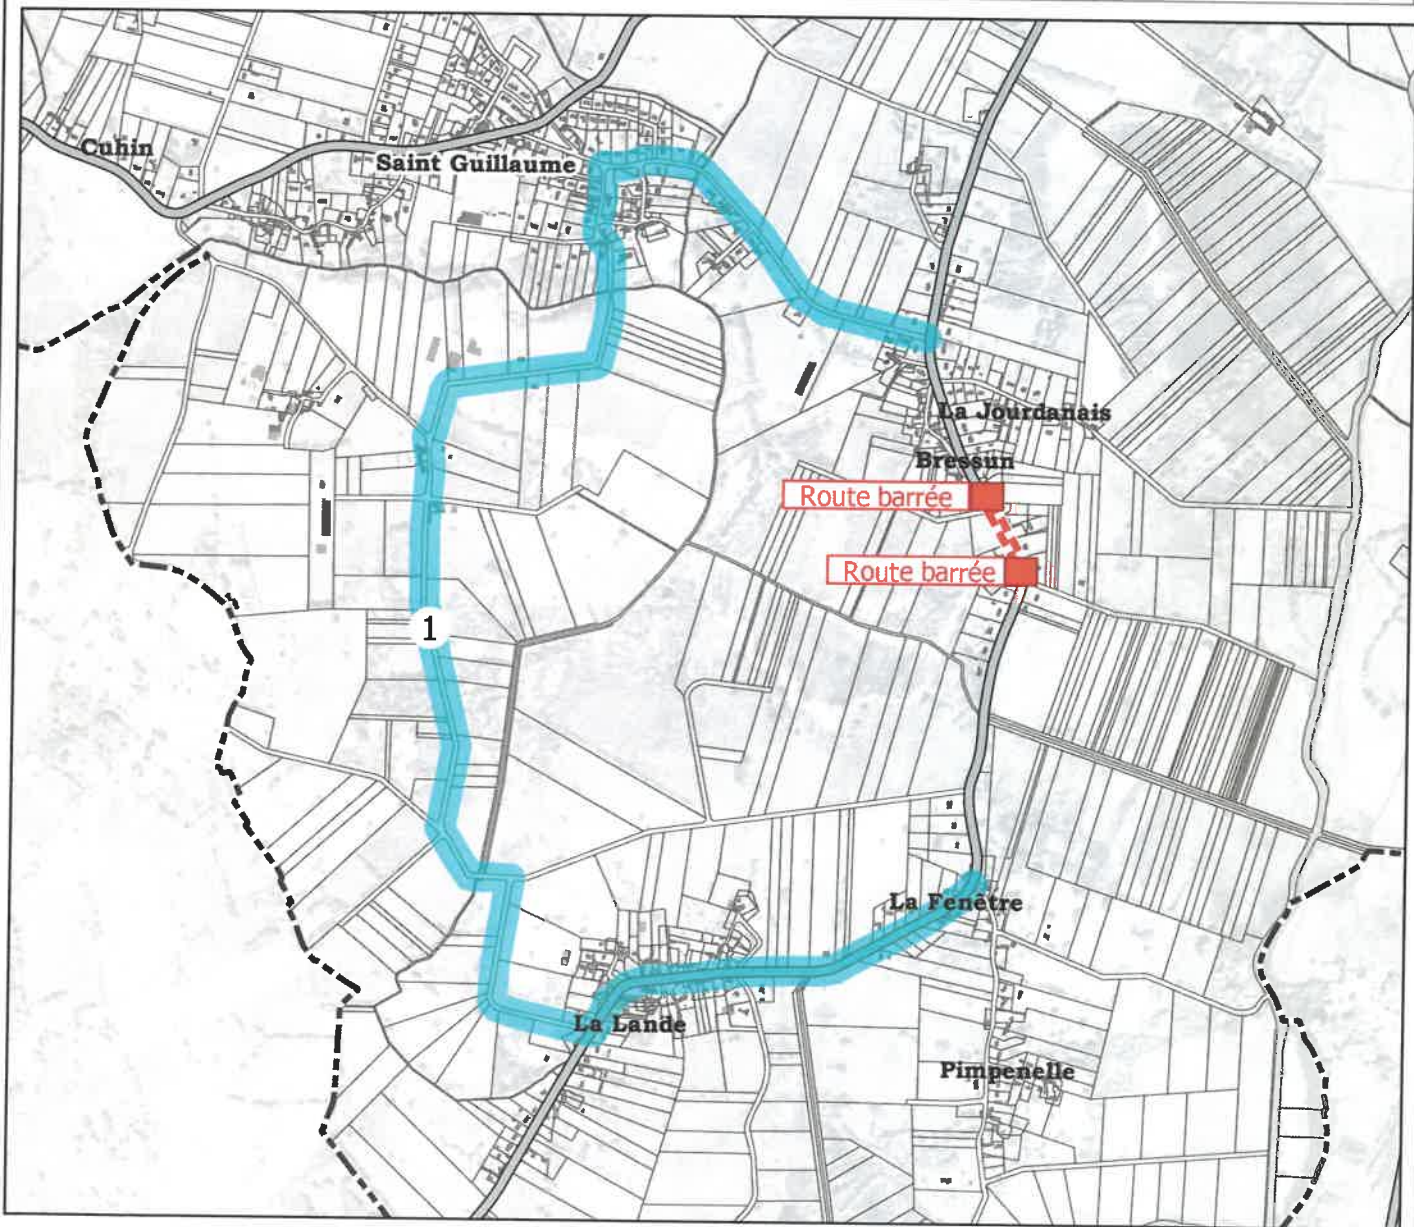 Cuhin
Saint Guillaume
La Jourdanais
Bressun
Route barrée
Route barrée
1
La Fenêtre
La Lande
Pimpenelle